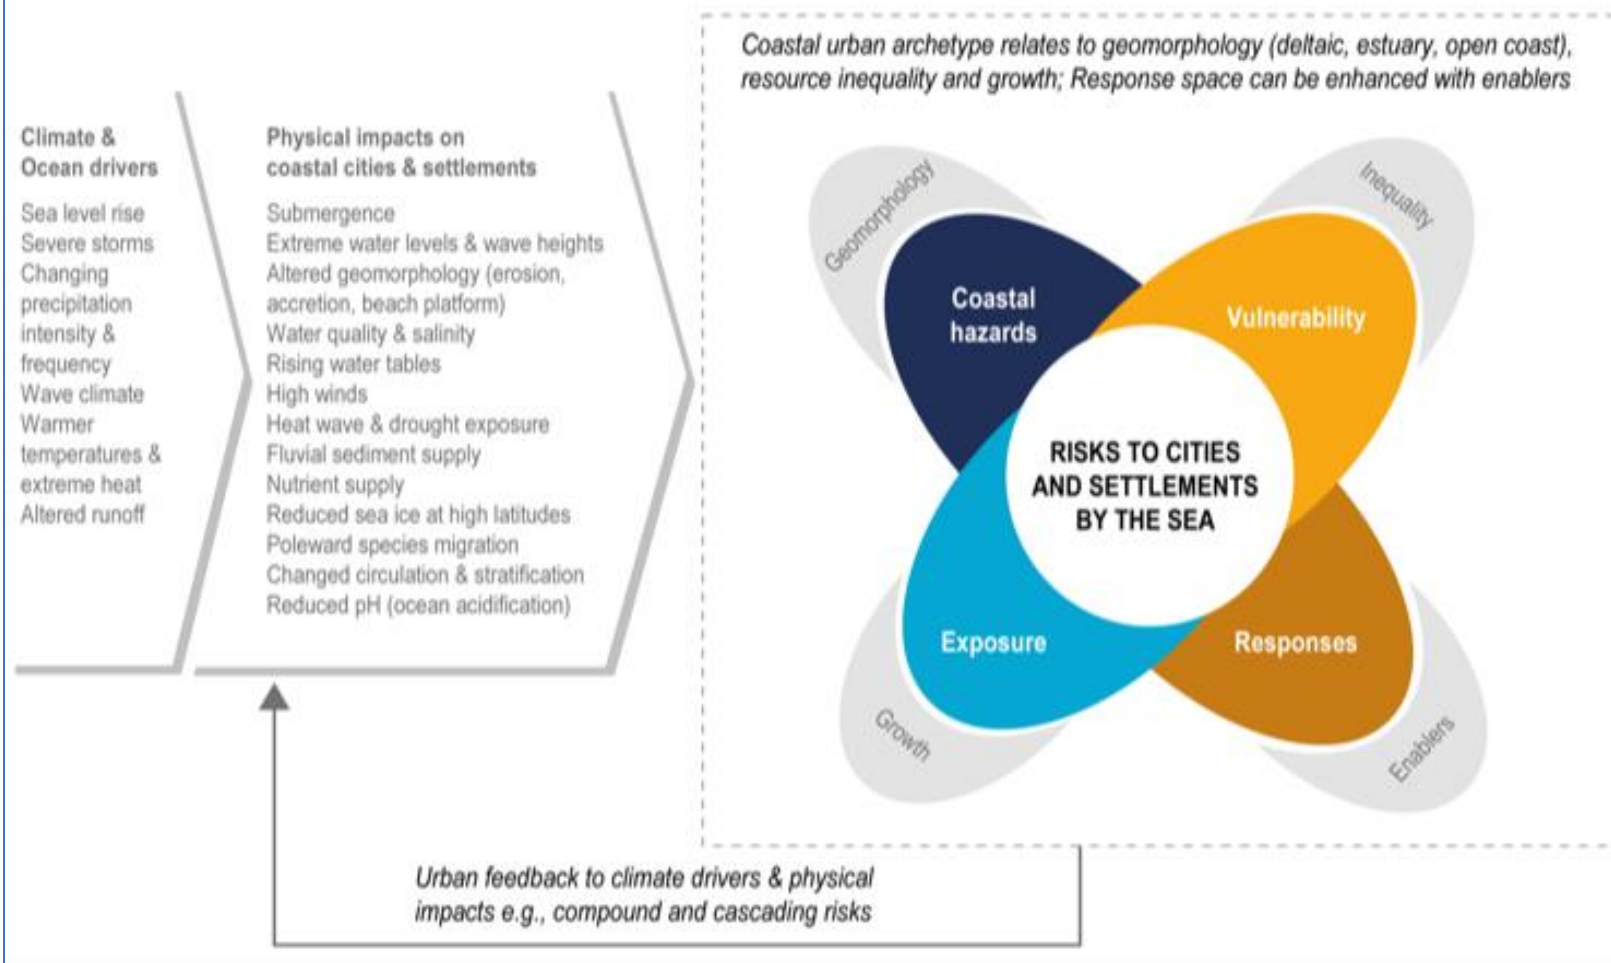 Coastal urban archetype relates to geomorphology (deltaic, estuary, open coast),
resource inequality and growth; Response space can be enhanced with enablers
Climate &
Ocean drivers
Sea level rise
Severe storms
Changing
precipitation
intensity &
frequency
Wave climate
Warmer
temperatures &
extreme heat
Altered runoff
Physical impacts on
coastal cities & settlements
Submergence
Extreme water levels & wave heights
Altered geomorphology (erosion,
accretion, beach platform)
Water quality & salinity
Rising water tables
High winds
Heat wave & drought exposure
Fluvial sediment supply
Nutrient supply
Reduced sea ice at high latitudes
Poleward species migration
Changed circulation & stratification
Reduced pH (ocean acidification)
Geomorphology
Inequality
Coastal
hazards
Vulnerability
RISKS TO CITIES
AND SETTLEMENTS
BY THE SEA
Exposure
Responses
Growth
Enablers
Urban feedback to climate drivers & physical
impacts e.g., compound and cascading risks